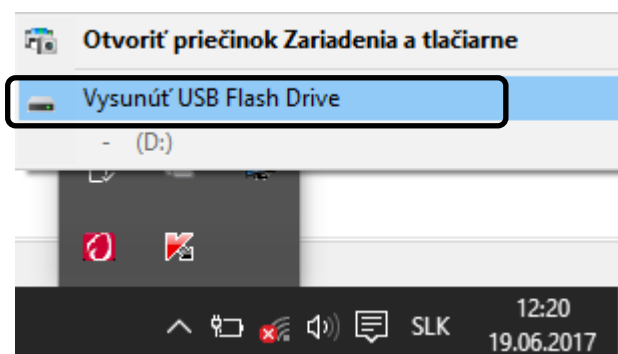 Otvoriť priečinok Zariadenia a tlačiarne
Vysunúť USB Flash Drive
- (D:)
12:20
SLK
19.06.2017